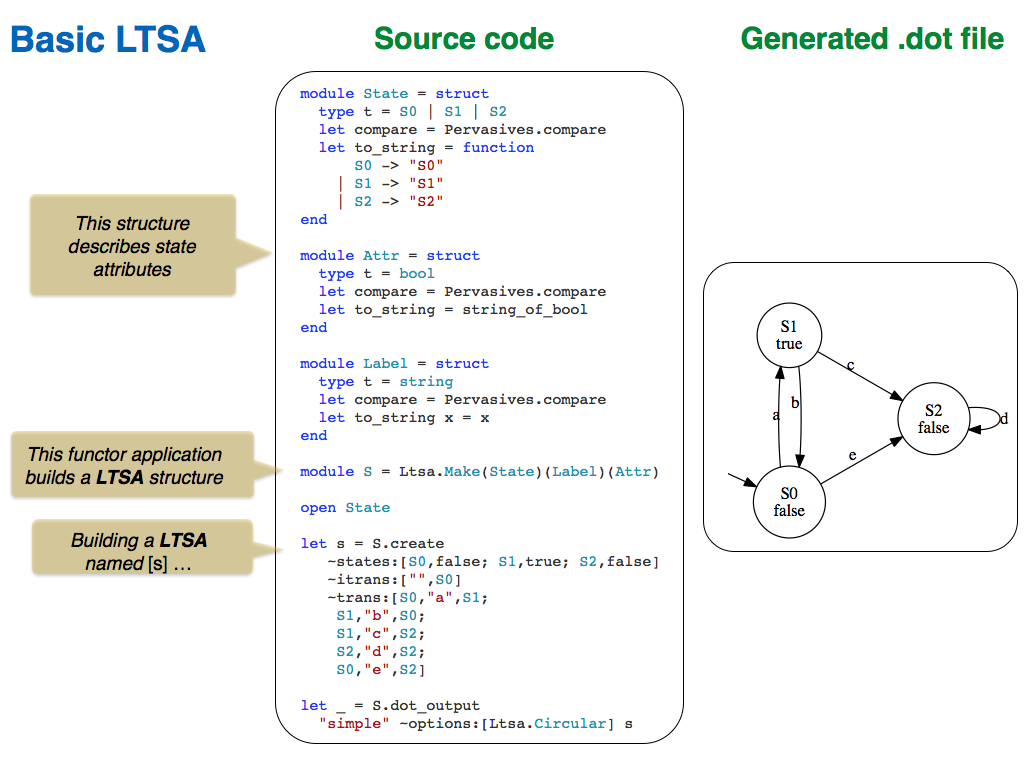 Basic LTSA
Source code
Generated .dot file
module State = struct
  type t = S0 | S1 | S2
  let compare = Pervasives.compare
  let to_string = function
      S0 -> "S0"
    | S1 -> "S1"
    | S2 -> "S2"
end
This structure
describes state
attributes
module Attr = struct
  type t = bool
  let compare = Pervasives.compare
  let to_string = string_of_bool
end
module Label = struct
  type t = string
  let compare = Pervasives.compare
  let to_string x = x
end
This functor application
builds a LTSA structure
module S = Ltsa.Make(State)(Label)(Attr)
open State
Building a LTSA
named [s] …
let s = S.create
   ~states:[S0,false; S1,true; S2,false]
   ~itrans:["",S0]
   ~trans:[S0,"a",S1;
    S1,"b",S0;
    S1,"c",S2;
    S2,"d",S2;
    S0,"e",S2]
let _ = S.dot_output
  "simple" ~options:[Ltsa.Circular] s
S1
true
c
b
a
S2
false
d
e
S0
false